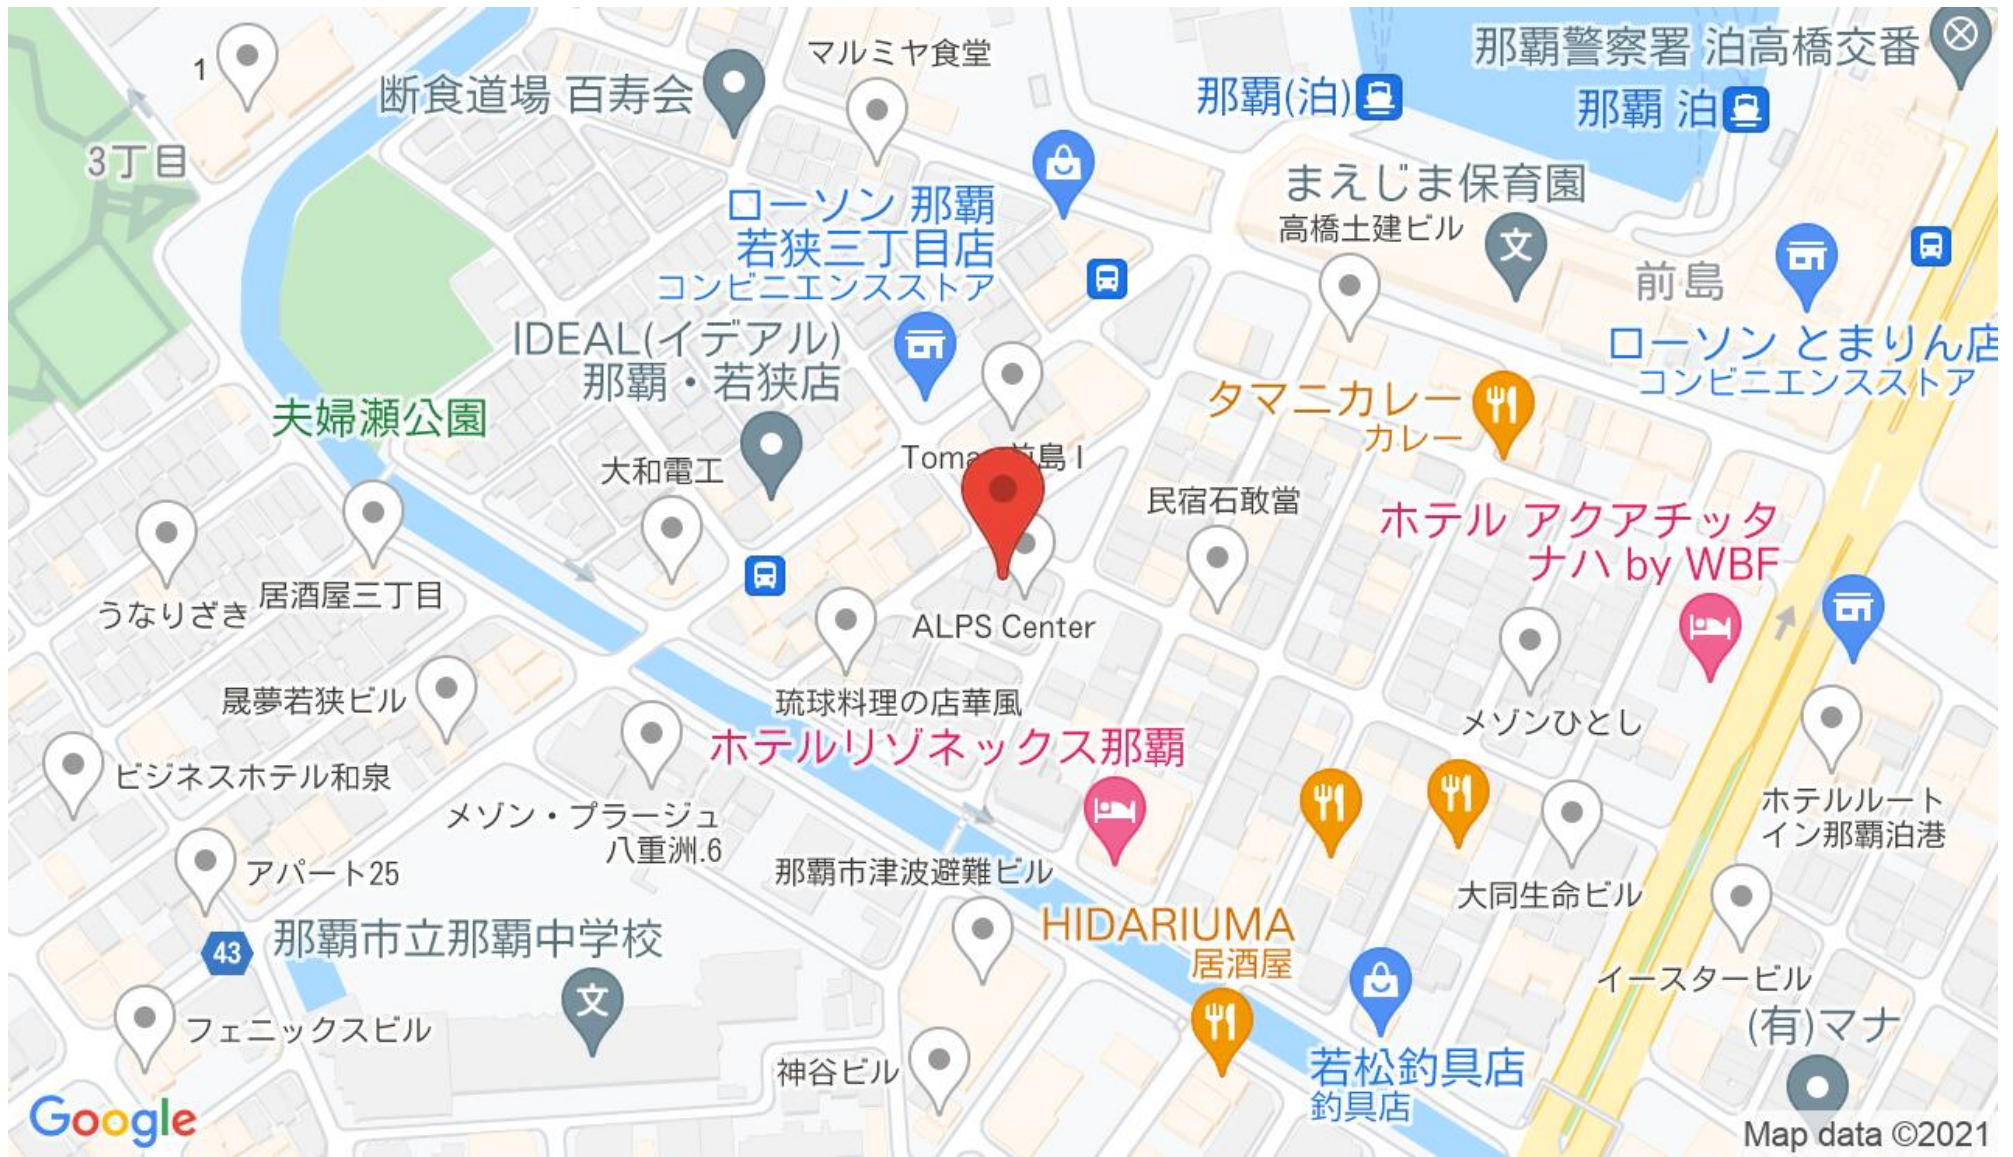 1
マルミヤ食堂
断食道場 百寿会
那覇(泊)
那覇警察署 泊高橋交番
那覇 泊
3丁目
まえじま保育園
高橋土建ビル
ローソン 那覇
若狭三丁目店
コンビニエンスストア
前島
ローソン とまりん店
コンビニエンスストア
IDEAL(イデアル)
那覇・若狭店
夫婦瀬公園
タマニカレー
カレー
大和電工
島 I
民宿石敢當
ホテル アクアチッタ
ナハ by WBF
うなりざき
居酒屋三丁目
ALPS Center
晟夢若狭ビル
琉球料理の店華風
メゾンひとし
ホテルリゾネックス那覇
ビジネスホテル和泉
メゾン・プラージュ
八重洲.6
ホテルルート
イン那覇泊港
アパート25
那覇市津波避難ビル
大同生命ビル
43
那覇市立那覇中学校
文
文
HIDARIUMA
居酒屋
イースタービル
フェニックスビル
(有)マナ
神谷ビル
若松釣具店
釣具店
Google
Map data ©2021